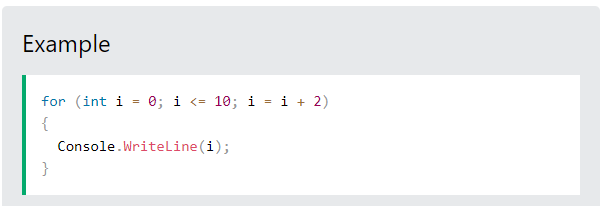 Example
for (int i = 0; i <= 10; i = i + 2)
{
  Console.WriteLine(i);
}